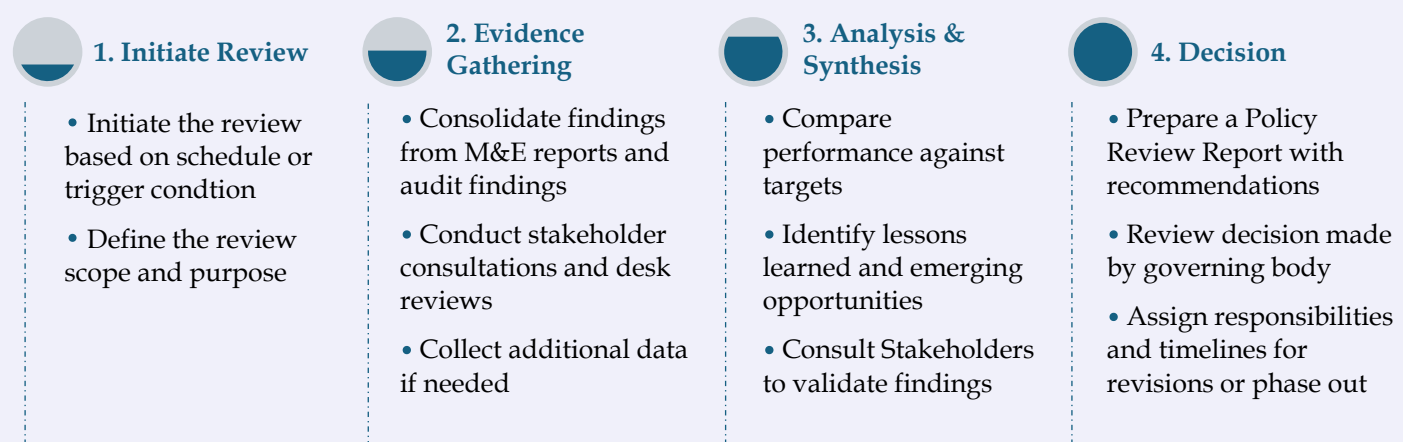 1. Initiate Review
• Initiate the review
based on schedule or
trigger condtion
• Define the review
scope and purpose
2. Evidence
Gathering
• Consolidate findings
from M&E reports and
audit findings
• Conduct stakeholder
consultations and desk
reviews
• Collect additional data
if needed
3. Analysis &
Synthesis
• Compare
performance against
targets
• Identify lessons
learned and emerging
opportunities
• Consult Stakeholders
to validate findings
4. Decision
• Prepare a Policy
Review Report with
recommendations
• Review decision made
by governing body
• Assign responsibilities
and timelines for
revisions or phase out